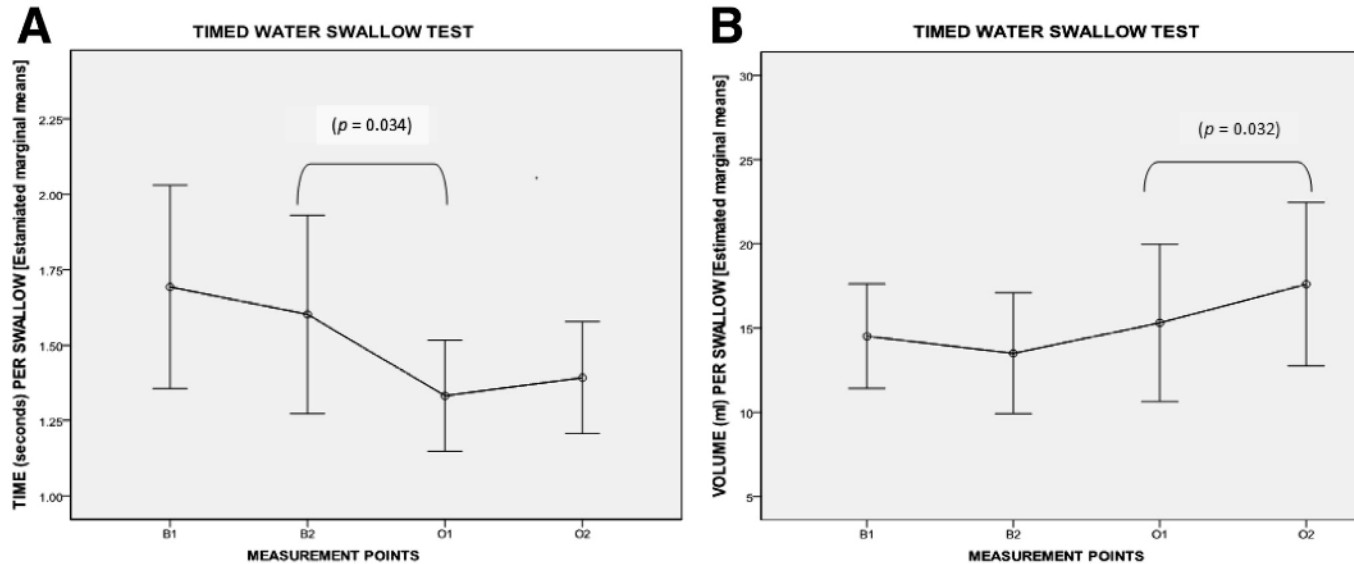 A
TIMED WATER SWALLOW TEST
TIME (seconds) PER SWALLOW [Estamiated marginal means]
2.25
2.00
1.75
1.50
1.25
1.00
(p = 0.034)
B1
B2
O1
O2
MEASUREMENT POINTS
B
TIMED WATER SWALLOW TEST
VOLUME (ml) PER SWALLOW [Estimated marginal means]
30
25
20
15
10
5
(p = 0.032)
B1
B2
O1
O2
MEASUREMENT POINTS